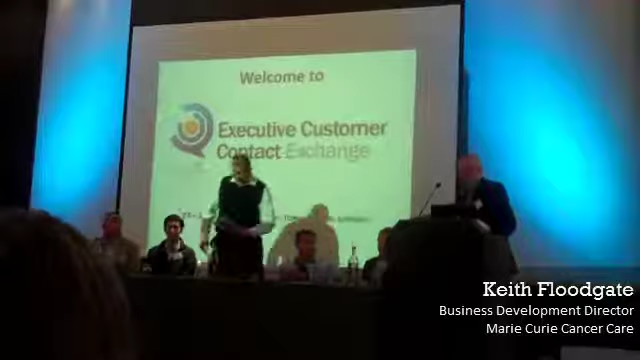 Welcome to
Executive Customer
Contact Exchange
Keith Floodgate
Business Development Director
Marie Curie Cancer Care